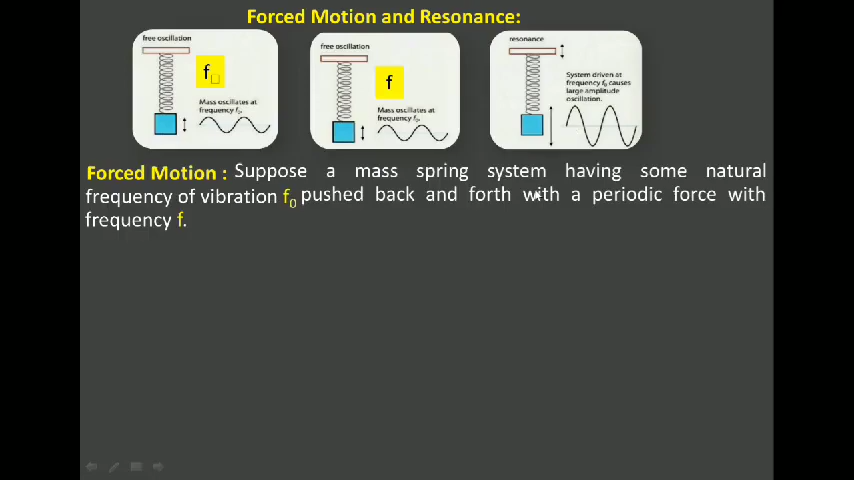 Forced Motion and Resonance:
free oscillation
f□
Mass oscillates at
frequency f₀.
free oscillation
f
Mass oscillates at
frequency f₀.
resonance
System driven at
frequency f₀ causes
large amplitude
oscillation.
Forced Motion : Suppose a mass spring system having some natural
frequency of vibration f₀ pushed back and forth with a periodic force with
frequency f.